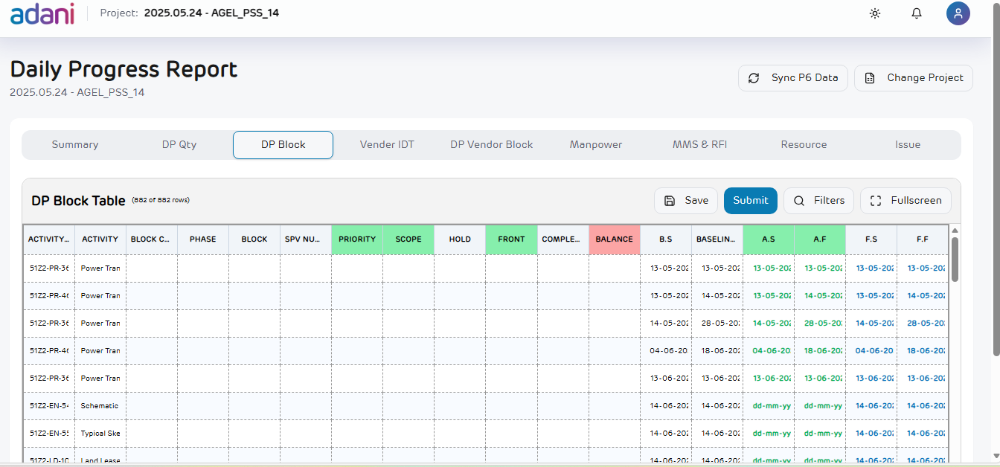 adani Project: 2025.05.24 - AGEL_PSS_14
Daily Progress Report
2025.05.24 - AGEL_PSS_14
Sync P6 Data Change Project
Summary DP Qty DP Block Vender IDT DP Vendor Block Manpower MMS & RFI Resource Issue
DP Block Table (882 of 882 rows) Save Submit Filters Fullscreen
ACTIVITY... ACTIVITY BLOCK C... PHASE BLOCK SPV NU... PRIORITY SCOPE HOLD FRONT COMPLE... BALANCE B.S BASELIN... A.S A.F F.S F.F
51Z2-PR-36 Power Tran 13-05-202 13-05-202 13-05-202 13-05-202 13-05-202 13-05-202
51Z2-PR-46 Power Tran 13-05-202 14-05-202 13-05-202 14-05-202 13-05-202 14-05-202
51Z2-PR-36 Power Tran 14-05-202 28-05-202 14-05-202 28-05-202 14-05-202 28-05-202
51Z2-PR-46 Power Tran 04-06-20 18-06-202 04-06-20 18-06-202 04-06-20 18-06-202
51Z2-PR-36 Power Tran 13-06-202 13-06-202 13-06-202 13-06-202 13-06-202 13-06-202
51Z2-EN-54 Schematic 14-06-202 14-06-202 dd-mm-yy dd-mm-yy 14-06-202 14-06-202
51Z2-EN-55 Typical Ske 14-06-202 14-06-202 dd-mm-yy dd-mm-yy 14-06-202 14-06-202
51Z2-LD-10 Land Lease 14-06-202 14-06-202 dd-mm-yy dd-mm-yy 14-06-202 14-06-202